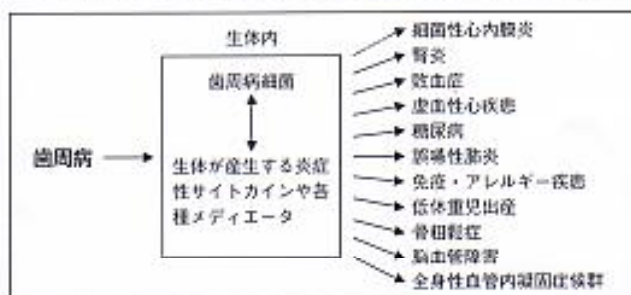 生体内
歯周病
歯周病細菌
生体が産生する炎症
性サイトカインや各
種メディエータ
細菌性心内膜炎
腎炎
敗血症
虚血性心疾患
糖尿病
誤嚥性肺炎
免疫・アレルギー疾患
低体重児出産
骨粗鬆症
脳血管障害
全身性血管内凝固症候群